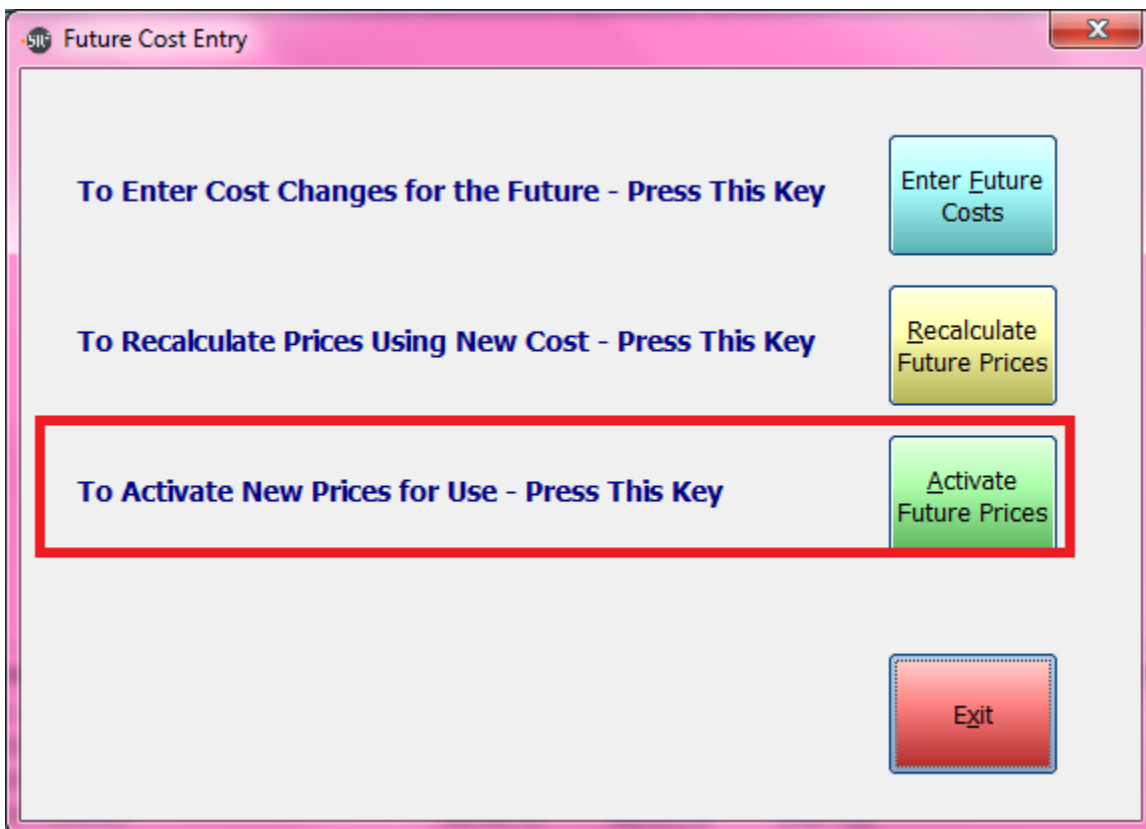 Future Cost Entry
To Enter Cost Changes for the Future - Press This Key
Enter Future
Costs
To Recalculate Prices Using New Cost - Press This Key
Recalculate
Future Prices
To Activate New Prices for Use - Press This Key
Activate
Future Prices
Exit